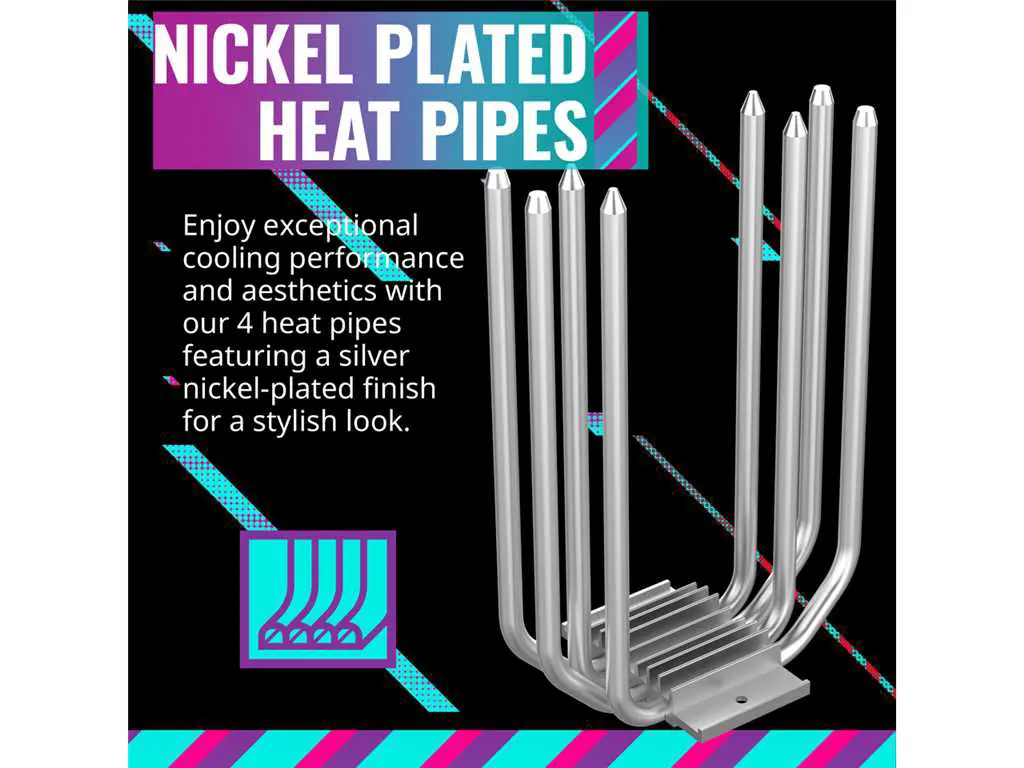 NICKEL PLATED
HEAT PIPES
Enjoy exceptional
cooling performance
and aesthetics with
our 4 heat pipes
featuring a silver
nickel-plated finish
for a stylish look.